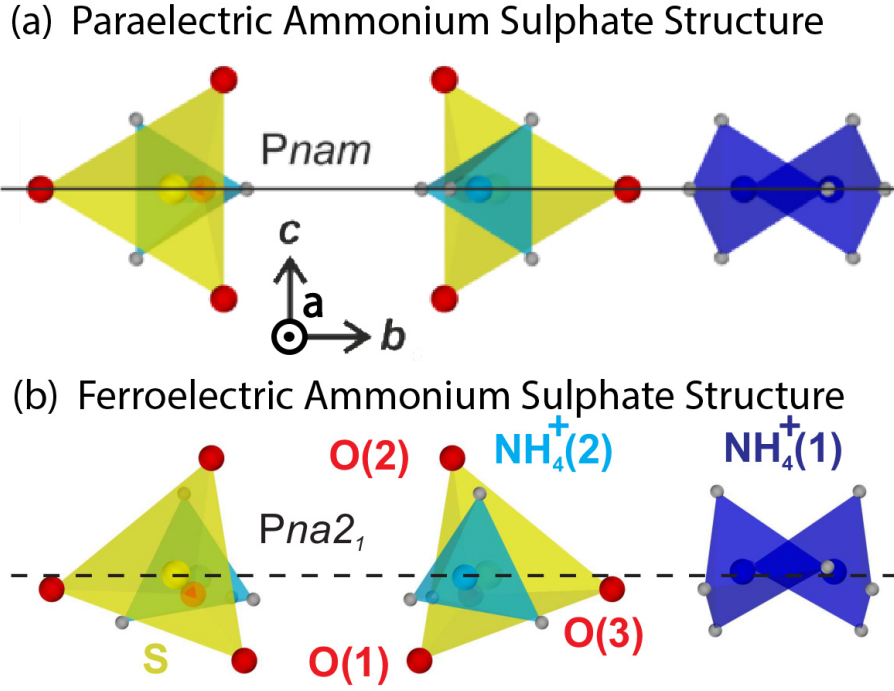 (a) Paraelectric Ammonium Sulphate Structure
Pnam
c
a
b
(b) Ferroelectric Ammonium Sulphate Structure
O(2) NH₄⁺(2) NH₄⁺(1)
Pna2₁
S O(1) O(3)